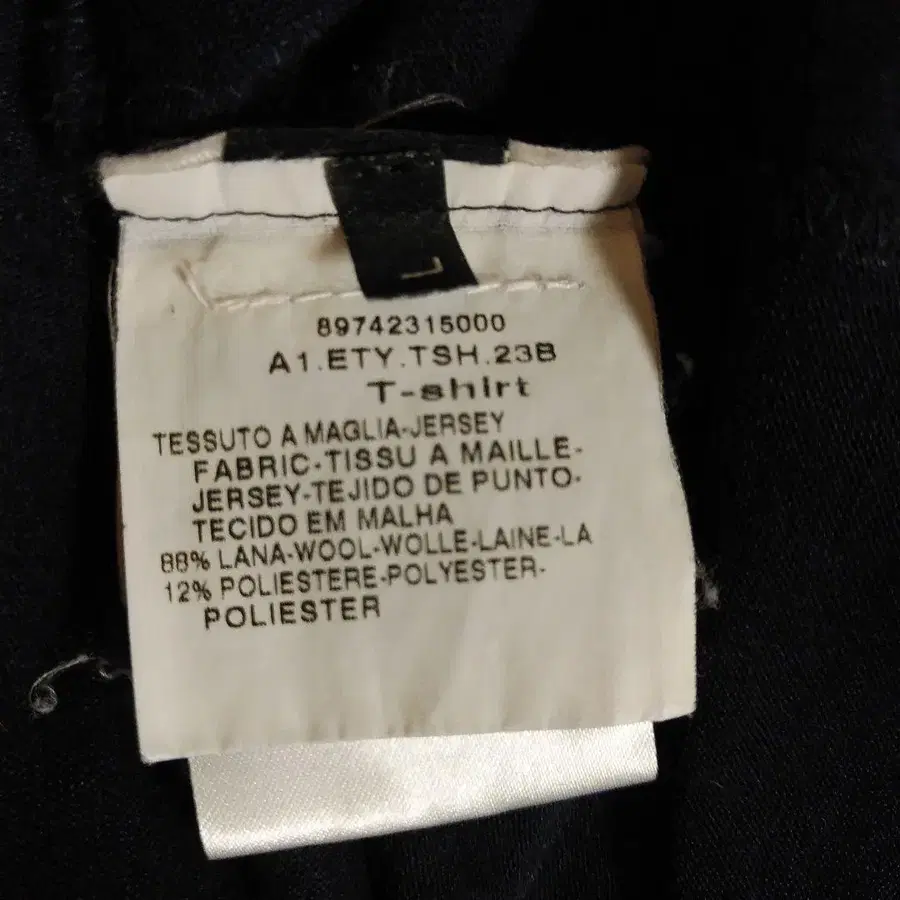 L
89742315000
A1.ETY.TSH.23B
T-shirt
TESSUTO A MAGLIA-JERSEY
FABRIC-TISSU A MAILLE-
JERSEY-TEJIDO DE PUNTO-
TECIDO EM MALHA
88% LANA-WOOL-WOLLE-LAINE-LA
12% POLIESTERE-POLYESTER-
POLIESTER